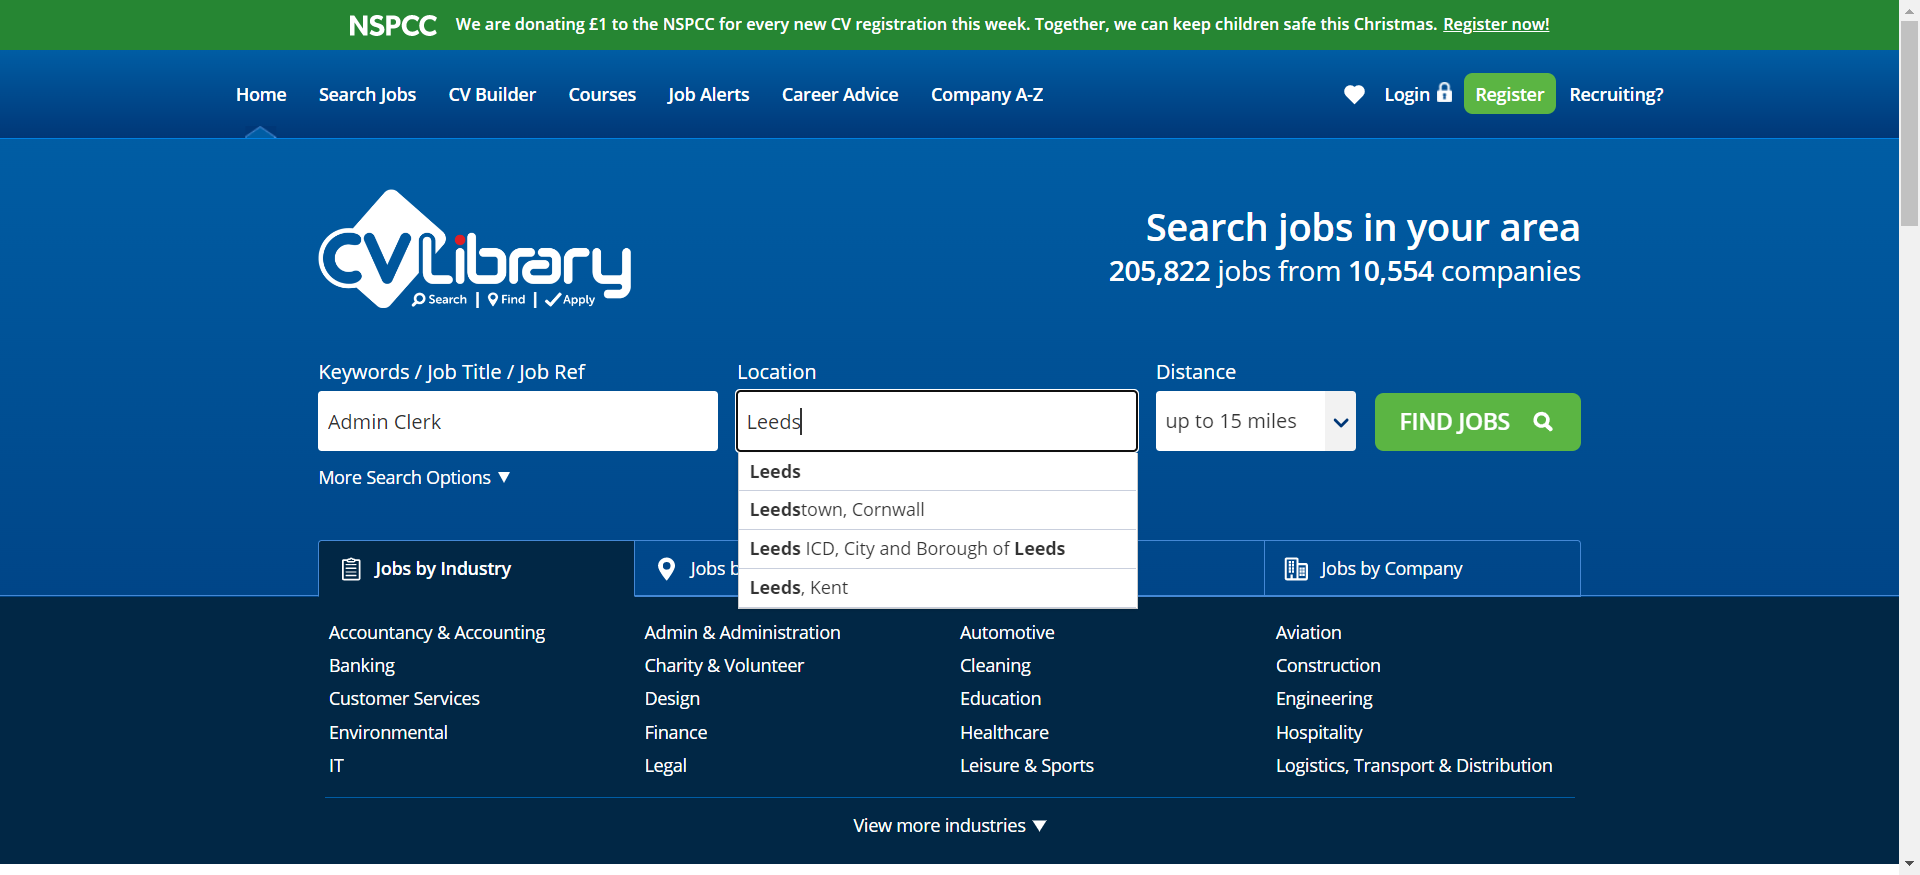 NSPCC We are donating £1 to the NSPCC for every new CV registration this week. Together, we can keep children safe this Christmas. Register now!
Home Search Jobs CV Builder Courses Job Alerts Career Advice Company A-Z Login Register Recruiting?
CVLibrary
Search | Find | Apply
Search jobs in your area
205,822 jobs from 10,554 companies
Keywords / Job Title / Job Ref Location Distance
Admin Clerk Leeds up to 15 miles FIND JOBS
More Search Options
Leeds
Leedstown, Cornwall
Leeds ICD, City and Borough of Leeds
Leeds, Kent
Jobs by Industry Jobs b Jobs by Company
Accountancy & Accounting Admin & Administration Automotive Aviation
Banking Charity & Volunteer Cleaning Construction
Customer Services Design Education Engineering
Environmental Finance Healthcare Hospitality
IT Legal Leisure & Sports Logistics, Transport & Distribution
View more industries